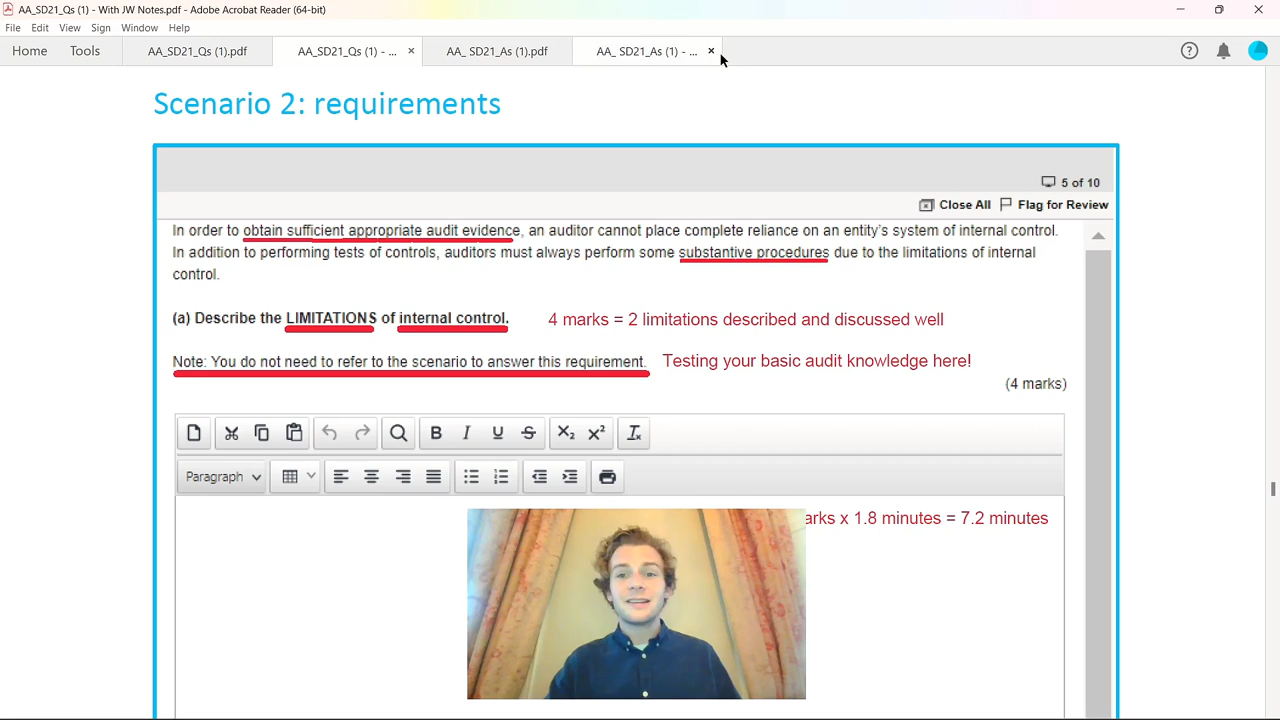 AA_SD21_Qs (1) - With JW Notes.pdf - Adobe Acrobat Reader (64-bit)
File Edit View Sign Window Help
Home Tools AA_SD21_Qs (1).pdf AA_SD21_Qs (1) - ... AA_ SD21_As (1).pdf AA_ SD21_As (1) - ...
Scenario 2: requirements
5 of 10
Close All Flag for Review
In order to obtain sufficient appropriate audit evidence, an auditor cannot place complete reliance on an entity's system of internal control.
In addition to performing tests of controls, auditors must always perform some substantive procedures due to the limitations of internal
control.
(a) Describe the LIMITATIONS of internal control. 4 marks = 2 limitations described and discussed well
Note: You do not need to refer to the scenario to answer this requirement. Testing your basic audit knowledge here!
(4 marks)
B I U S X₂ X² Tx
Paragraph
x 1.8 minutes = 7.2 minutes